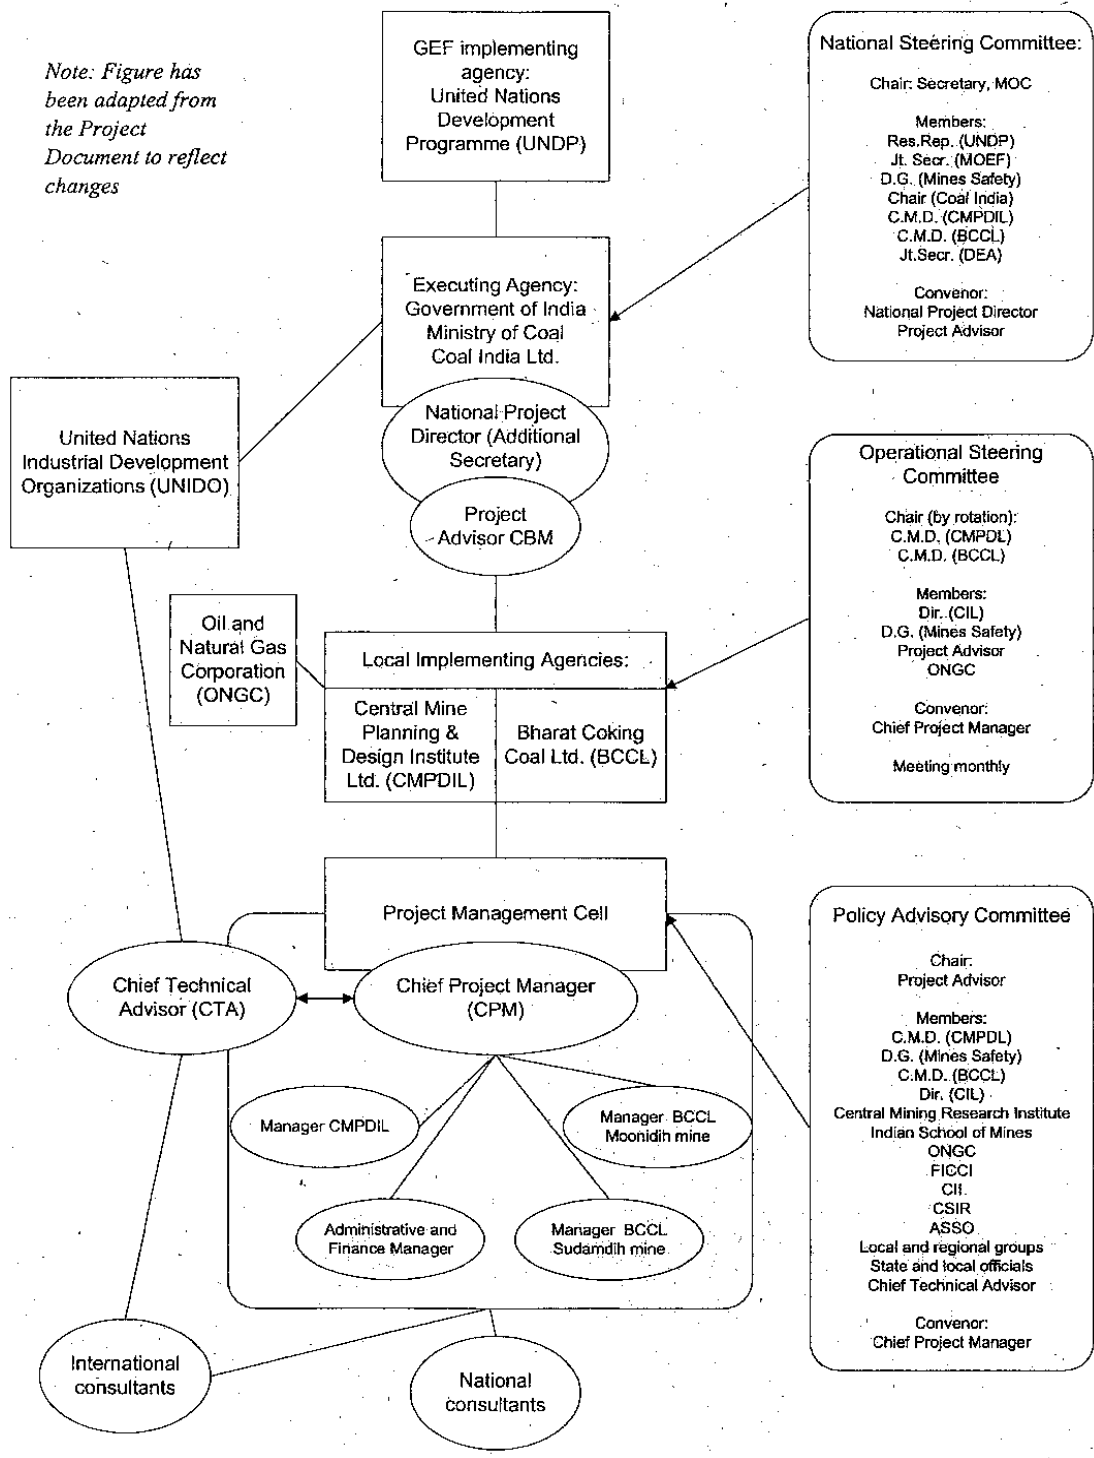 Note: Figure has
been adapted from
the Project
Document to reflect
changes
GEF implementing
agency:
United Nations
Development
Programme (UNDP)
National Steering Committee:
Chair: Secretary, MOC
Members:
Res.Rep. (UNDP)
Jt. Secr. (MOEF)
D.G. (Mines Safety)
Chair (Coal India)
C.M.D. (CMPDIL)
C.M.D. (BCCL)
Jt.Secr. (DEA)
Convenor:
National Project Director
Project Advisor
Executing Agency:
Government of India
Ministry of Coal
Coal India Ltd.
National Project
Director (Additional
Secretary)
Project
Advisor CBM
United Nations
Industrial Development
Organizations (UNIDO)
Operational Steering
Committee
Chair (by rotation):
C.M.D. (CMPDL)
C.M.D. (BCCL)
Members:
Dir. (CIL)
D.G. (Mines Safety)
Project Advisor
ONGC
Convenor:
Chief Project Manager
Meeting monthly
Oil and
Natural Gas
Corporation
(ONGC)
Local Implementing Agencies:
Central Mine
Planning &
Design Institute
Ltd. (CMPDIL)
Bharat Coking
Coal Ltd. (BCCL)
Project Management Cell
Chief Technical
Advisor (CTA)
Chief Project Manager
(CPM)
Manager CMPDIL
Manager BCCL
Moonidih mine
Administrative and
Finance Manager
Manager BCCL
Sudamdih mine
International
consultants
National
consultants
Policy Advisory Committee
Chair:
Project Advisor
Members:
C.M.D. (CMPDL)
D.G. (Mines Safety)
C.M.D. (BCCL)
Dir. (CIL)
Central Mining Research Institute
Indian School of Mines
ONGC
FICCI
CII
CSIR
ASSO
Local and regional groups
State and local officials
Chief Technical Advisor
Convenor:
Chief Project Manager